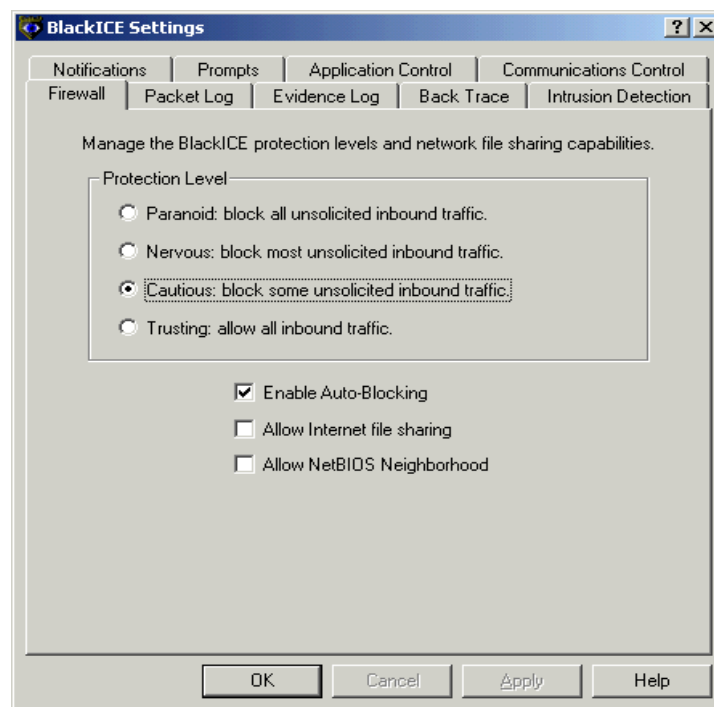 BlackICE Settings
Notifications Prompts Application Control Communications Control
Firewall Packet Log Evidence Log Back Trace Intrusion Detection
Manage the BlackICE protection levels and network file sharing capabilities.
Protection Level
Paranoid: block all unsolicited inbound traffic.
Nervous: block most unsolicited inbound traffic.
Cautious: block some unsolicited inbound traffic.
Trusting: allow all inbound traffic.
Enable Auto-Blocking
Allow Internet file sharing
Allow NetBIOS Neighborhood
OK Cancel Apply Help